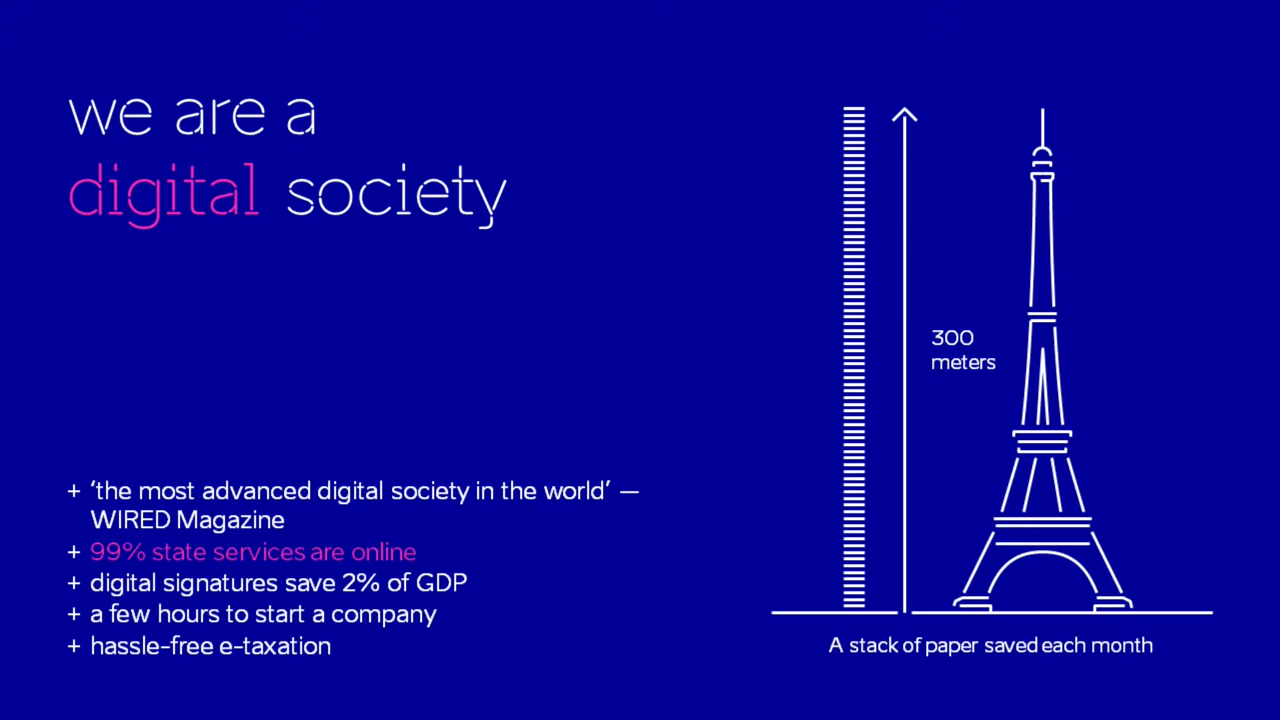 we are a
digital society
+ ‘the most advanced digital society in the world’ —
WIRED Magazine
+ 99% state services are online
+ digital signatures save 2% of GDP
+ a few hours to start a company
+ hassle-free e-taxation
300
meters
A stack of paper saved each month